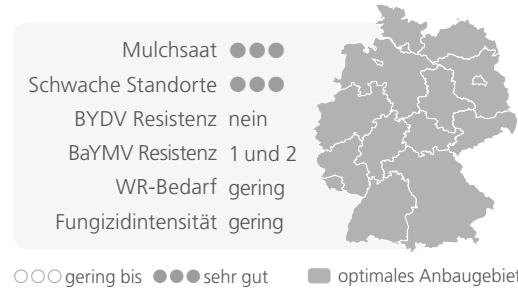 Mulchsaat ●●●
Schwache Standorte ●●●
BYDV Resistenz nein
BaYMV Resistenz 1 und 2
WR-Bedarf gering
Fungizidintensität gering
○○○ gering bis ●●● sehr gut optimales Anbaugebiet